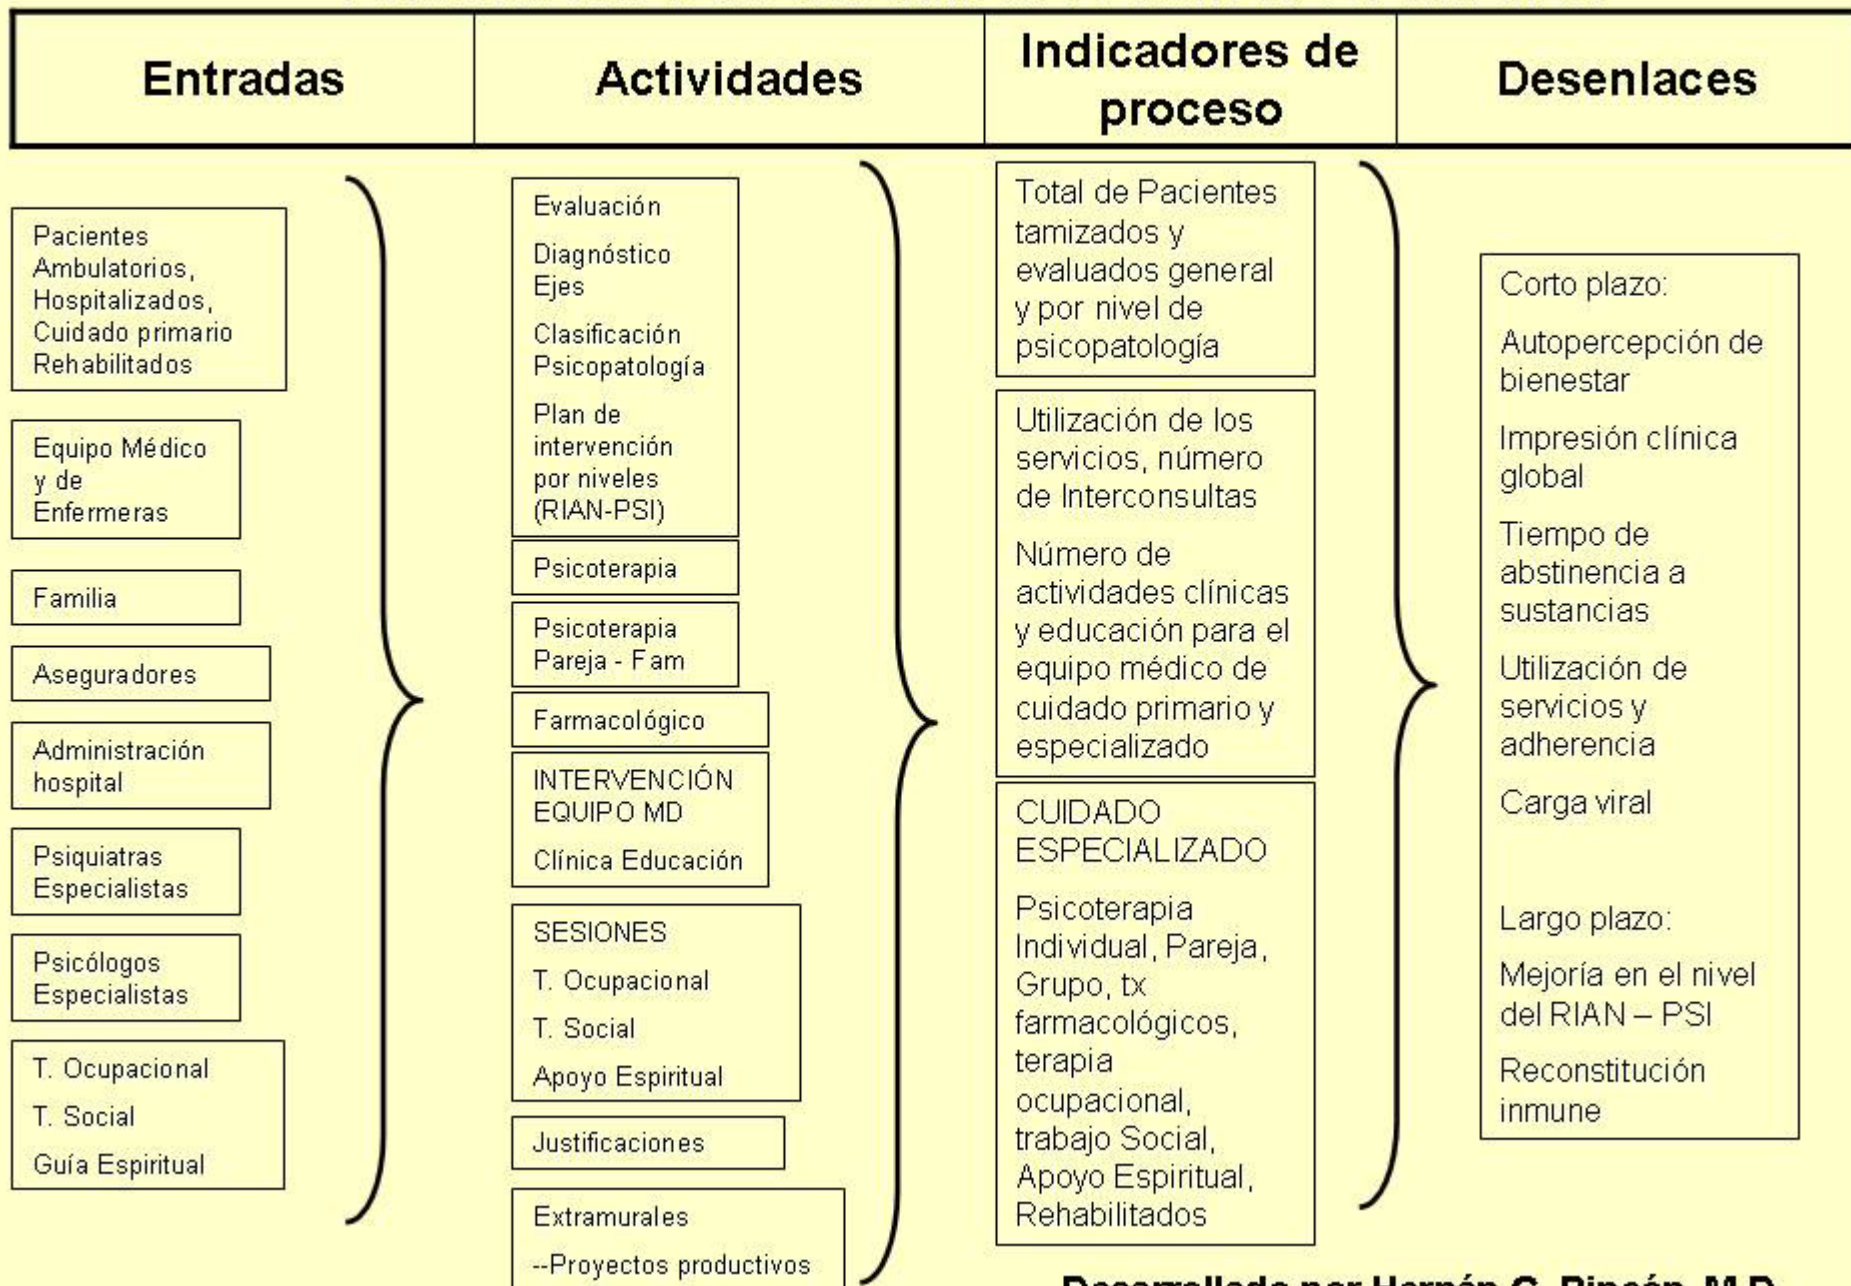 Entradas
Actividades
Indicadores de
proceso
Desenlaces
Pacientes
Ambulatorios,
Hospitalizados,
Cuidado primario
Rehabilitados
Equipo Médico
y de
Enfermeras
Familia
Aseguradores
Administración
hospital
Psiquiatras
Especialistas
Psicólogos
Especialistas
T. Ocupacional
T. Social
Guía Espiritual
Evaluación
Diagnóstico
Ejes
Clasificación
Psicopatología
Plan de
intervención
por niveles
(RIAN-PSI)
Psicoterapia
Psicoterapia
Pareja - Fam
Farmacológico
INTERVENCIÓN
EQUIPO MD
Clínica Educación
SESIONES
T. Ocupacional
T. Social
Apoyo Espiritual
Justificaciones
Extramurales
--Proyectos productivos
Total de Pacientes
tamizados y
evaluados general
y por nivel de
psicopatología
Utilización de los
servicios, número
de Interconsultas
Número de
actividades clínicas
y educación para el
equipo médico de
cuidado primario y
especializado
CUIDADO
ESPECIALIZADO
Psicoterapia
Individual, Pareja,
Grupo, tx
farmacológicos,
terapia
ocupacional,
trabajo Social,
Apoyo Espiritual,
Rehabilitados
Corto plazo:
Autopercepción de
bienestar
Impresión clínica
global
Tiempo de
abstinencia a
sustancias
Utilización de
servicios y
adherencia
Carga viral
Largo plazo:
Mejoría en el nivel
del RIAN – PSI
Reconstitución
inmune
Desarrollado por Hernán G. Rincón, M.D.